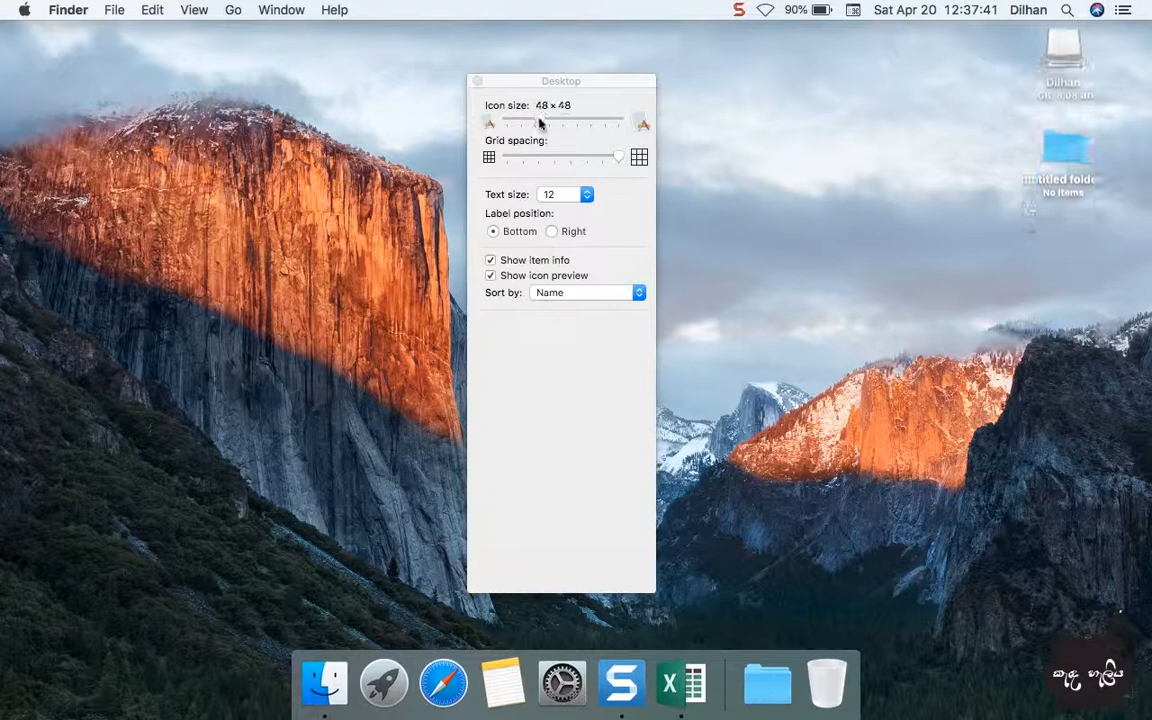 Finder File Edit View Go Window Help
90% Sat Apr 20 12:37:41 Dilhan
Desktop
Icon size: 48 × 48
Grid spacing:
Text size: 12
Label position:
Bottom Right
Show item info
Show icon preview
Sort by: Name
Dilhan
No items
කැද හැලිය